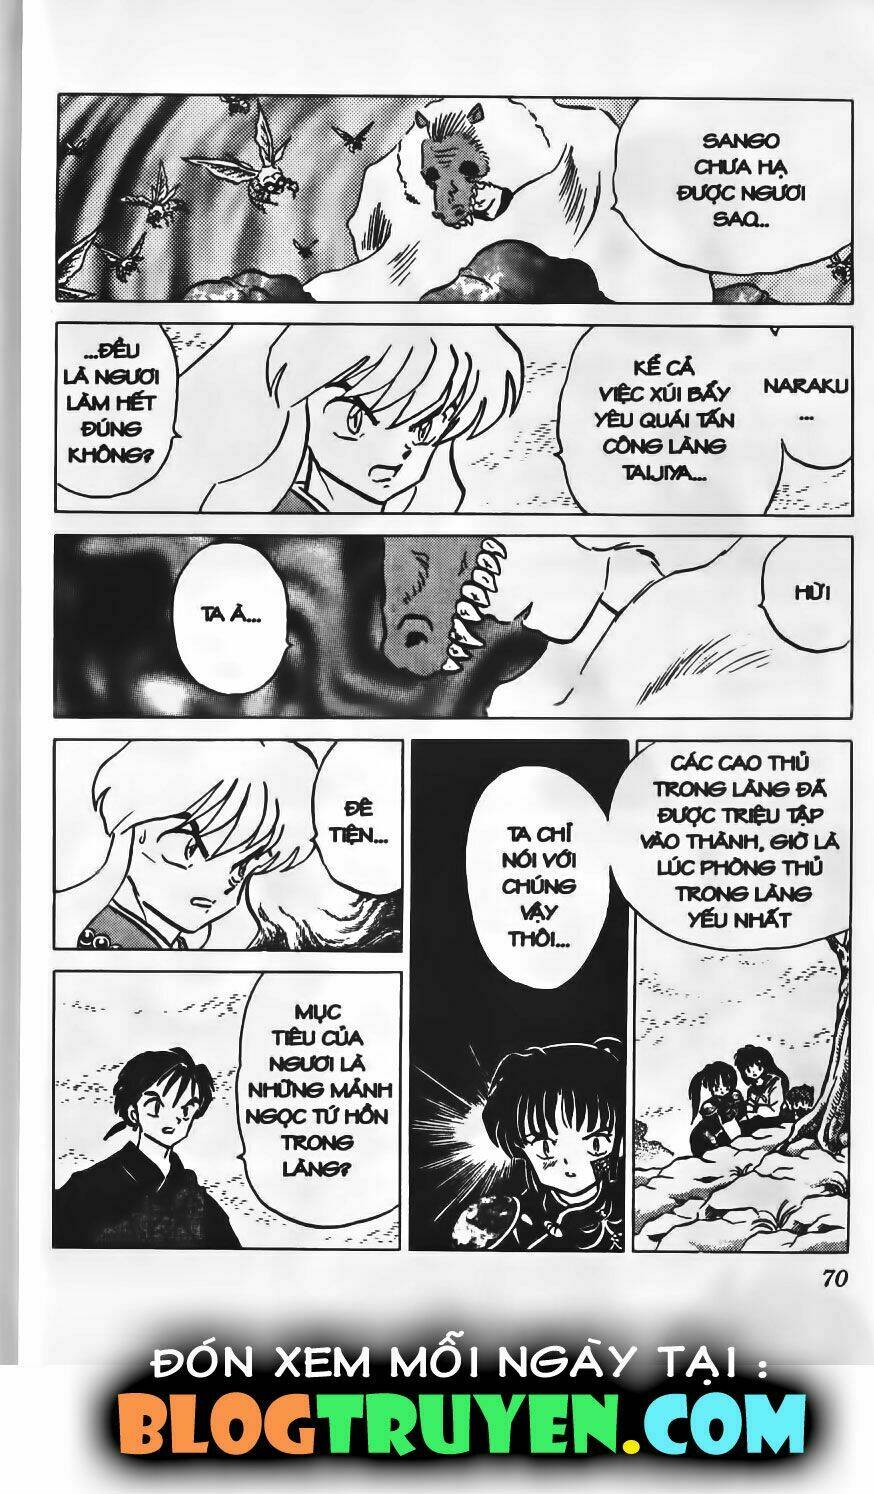 SANGO
CHƯA HẠ
ĐƯỢC NGƯƠI
SAO...
NARAKU
...
KỂ CẢ
VIỆC XÚI BẨY
YÊU QUÁI TẤN
CÔNG LÀNG
TAIJIYA...
...ĐỀU
LÀ NGƯƠI
LÀM HẾT
ĐÚNG
KHÔNG?
HỪI
TA À...
CÁC CAO THỦ
TRONG LÀNG ĐÃ
ĐƯỢC TRIỆU TẬP
VÀO THÀNH, GIỜ LÀ
LÚC PHÒNG THỦ
TRONG LÀNG
YẾU NHẤT
TA CHỈ
NÓI VỚI
CHÚNG
VẬY
THÔI...
ĐÊ
TIỆN...
MỤC
TIÊU CỦA
NGƯƠI LÀ
NHỮNG MẢNH
NGỌC TỨ HỒN
TRONG
LÀNG?
70
ĐÓN XEM MỖI NGÀY TẠI :
BLOGTRUYEN.COM